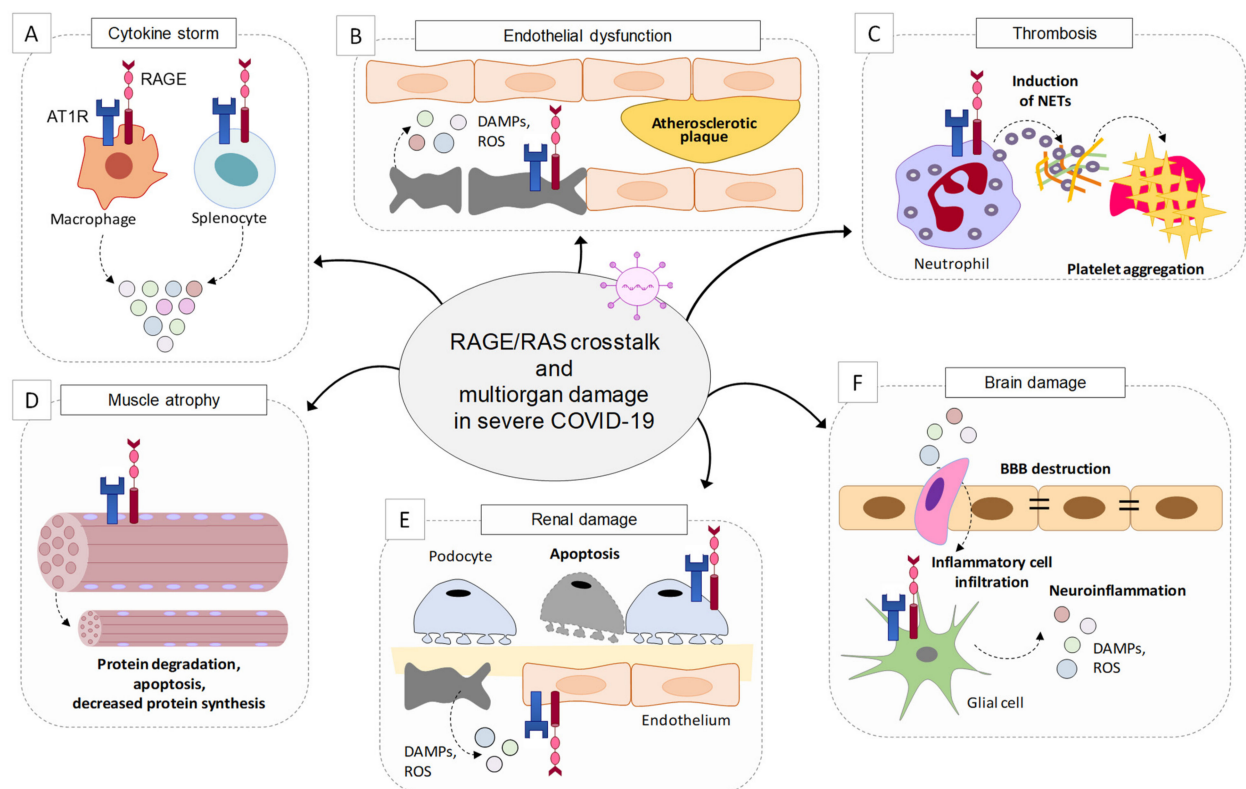 A
Cytokine storm
RAGE
AT1R
Macrophage
Splenocyte
B
Endothelial dysfunction
DAMPs,
ROS
Atherosclerotic
plaque
C
Thrombosis
Induction
of NETs
Neutrophil
Platelet aggregation
RAGE/RAS crosstalk
and
multiorgan damage
in severe COVID-19
D
Muscle atrophy
Protein degradation,
apoptosis,
decreased protein synthesis
E
Renal damage
Podocyte
Apoptosis
Endothelium
DAMPs,
ROS
F
Brain damage
BBB destruction
Inflammatory cell
infiltration
Neuroinflammation
DAMPs,
ROS
Glial cell